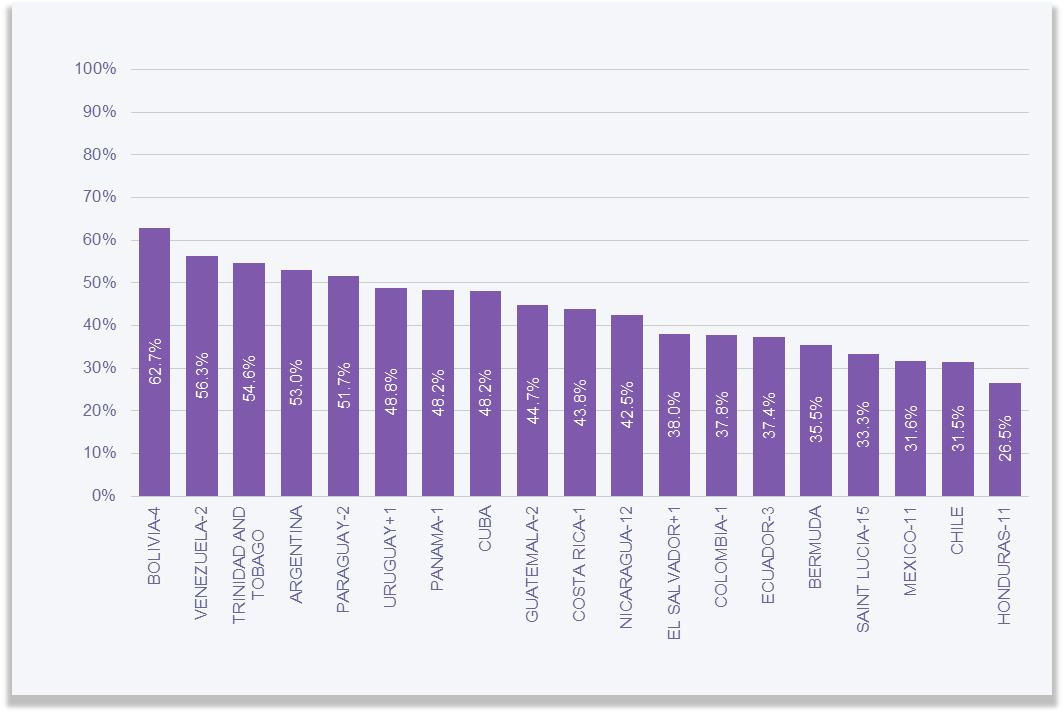 100%
90%
80%
70%
60%
50%
40%
30%
20%
10%
0%
62.7%
56.3%
54.6%
53.0%
51.7%
48.8%
48.2%
48.2%
44.7%
43.8%
42.5%
38.0%
37.8%
37.4%
35.5%
33.3%
31.6%
31.5%
26.5%
BOLIVIA-4
VENEZUELA-2
TRINIDAD AND
TOBAGO
ARGENTINA
PARAGUAY-2
URUGUAY+1
PANAMA-1
CUBA
GUATEMALA-2
COSTA RICA-1
NICARAGUA-12
EL SALVADOR+1
COLOMBIA-1
ECUADOR-3
BERMUDA
SAINT LUCIA-15
MEXICO-11
CHILE
HONDURAS-11